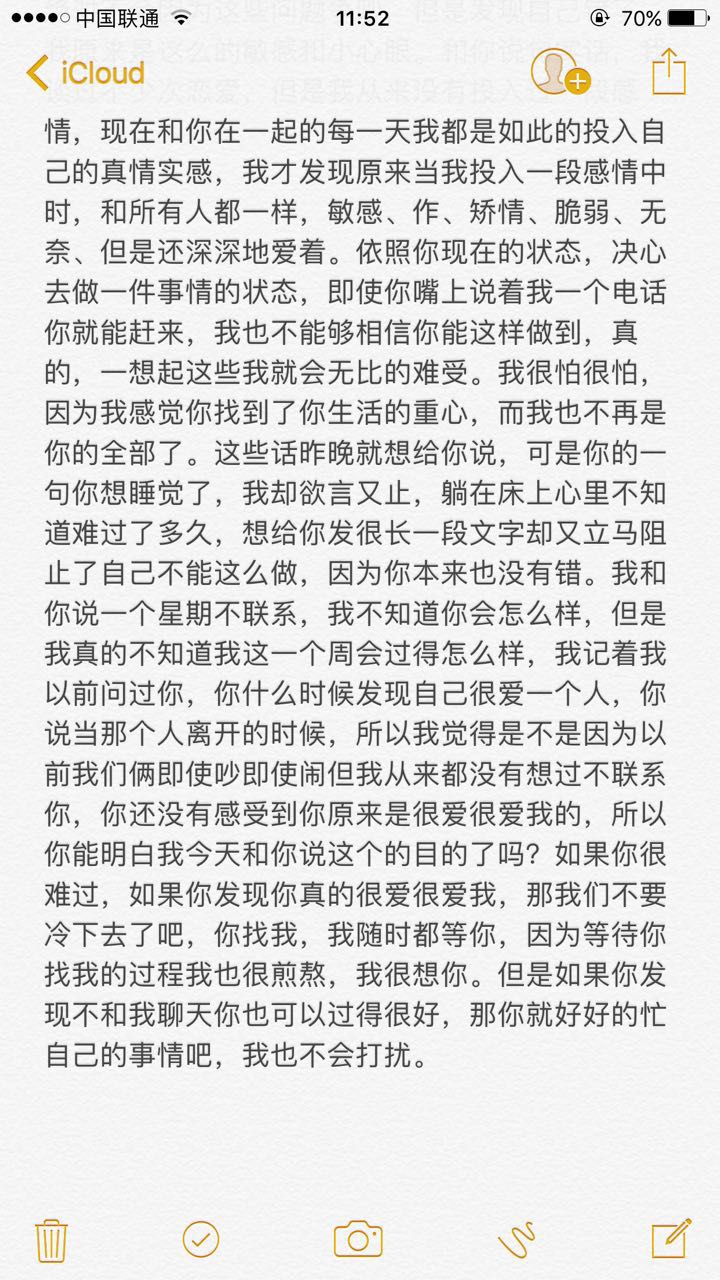 中国联通
11:52
70%
iCloud
情，现在和你在一起的每一天我都是如此的投入自
己的真情实感，我才发现原来当我投入一段感情中
时，和所有人都一样，敏感、作、矫情、脆弱、无
奈、但是还深深地爱着。依照你现在的状态，决心
去做一件事情的状态，即使你嘴上说着我一个电话
你就能赶来，我也不能够相信你能这样做到，真
的，一想起这些我就会无比的难受。我很怕很怕，
因为我感觉你找到了你生活的重心，而我也不再是
你的全部了。这些话昨晚就想给你说，可是你的一
句你想睡觉了，我却欲言又止，躺在床上心里不知
道难过了多久，想给你发很长一段文字却又立马阻
止了自己不能这么做，因为你本来也没有错。我和
你说一个星期不联系，我不知道你会怎么样，但是
我真的不知道我这一个周会过得怎么样，我记着我
以前问过你，你什么时候发现自己很爱一个人，你
说当那个人离开的时候，所以我觉得是不是因为以
前我们俩即使吵即使闹但我从来都没有想过不联系
你，你还没有感受到你原来是很爱很爱我的，所以
你能明白我今天和你说这个的目的了吗？如果你很
难过，如果你发现你真的很爱很爱我，那我们不要
冷下去了吧，你找我，我随时都等你，因为等待你
找我的过程我也很煎熬，我很想你。但是如果你发
现不和我聊天你也可以过得很好，那你就好好的忙
自己的事情吧，我也不会打扰。